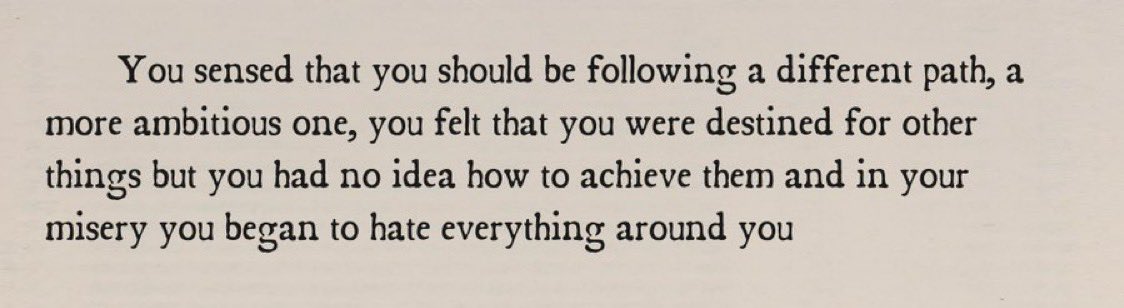 You sensed that you should be following a different path, a
more ambitious one, you felt that you were destined for other
things but you had no idea how to achieve them and in your
misery you began to hate everything around you